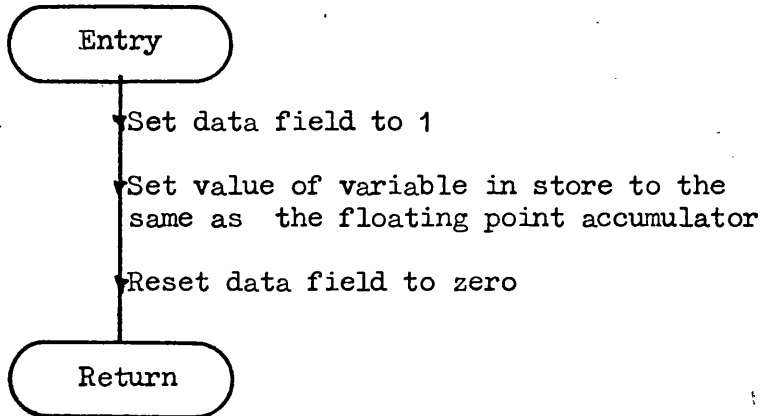 Entry
Set data field to 1
Set value of variable in store to the
same as the floating point accumulator
Reset data field to zero
Return